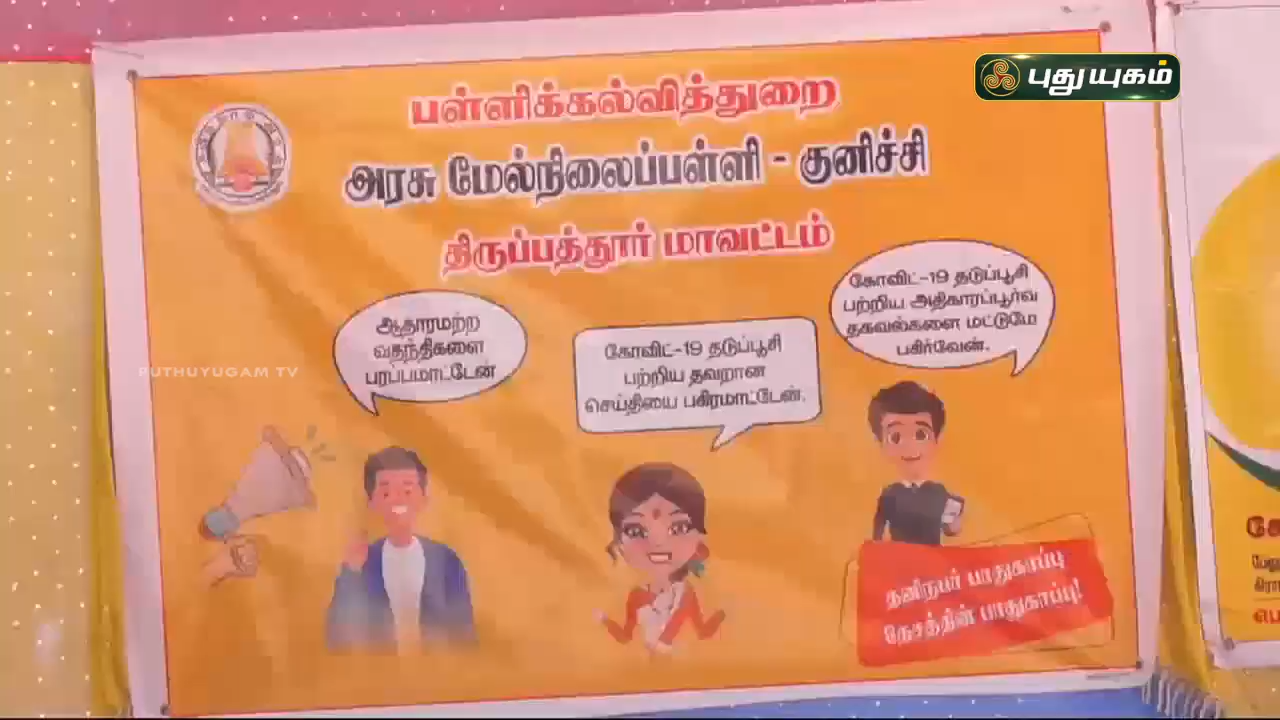 புதுயுகம்
பள்ளிக்கல்வித்துறை
அரசு மேல்நிலைப்பள்ளி - குனிச்சி
திருப்பத்தூர் மாவட்டம்
ஆதாரமற்ற
வதந்திகளை
பரப்பமாட்டேன்
கோவிட்-19 தடுப்பூசி
பற்றிய தவறான
செய்தியை பகிரமாட்டேன்.
கோவிட்-19 தடுப்பூசி
பற்றிய அதிகாரப்பூர்வ
தகவல்களை மட்டுமே
பகிர்வேன்.
PUTHUYUGAM TV
தனிநபர் பாதுகாப்பு
தேசத்தின் பாதுகாப்பு!